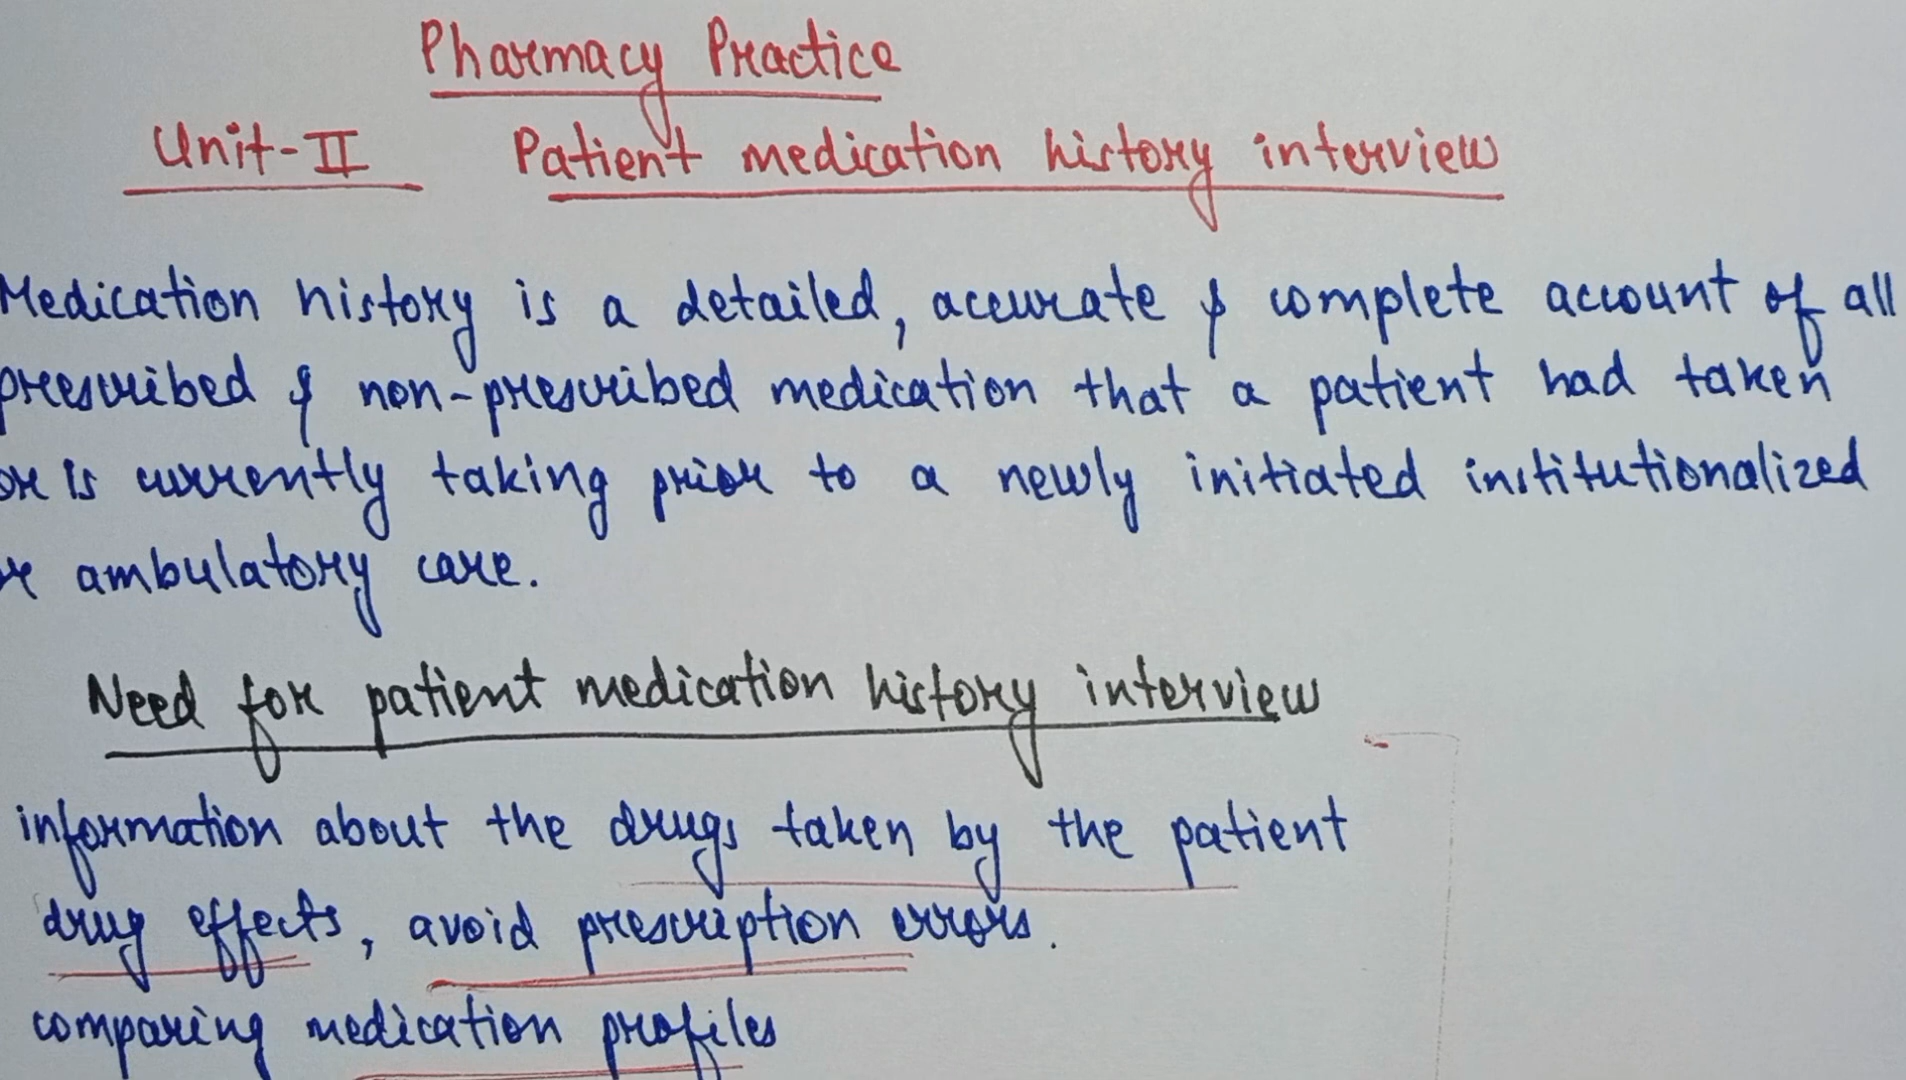 Pharmacy Practice
Unit-II Patient medication history interview
Medication history is a detailed, accurate & complete account of all
prescribed & non-prescribed medication that a patient had taken
or is currently taking prior to a newly initiated institutionalized
ambulatory care.
Need for patient medication history interview
information about the drugs taken by the patient
drug effects, avoid prescription errors.
comparing medication profiles